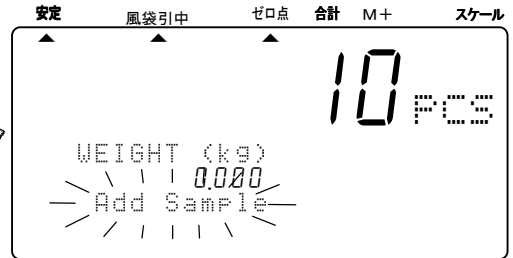 安定 風袋引中 ゼロ点 合計 M+ スケール
10 PCS
WEIGHT (kg)
0.000
Add Sample